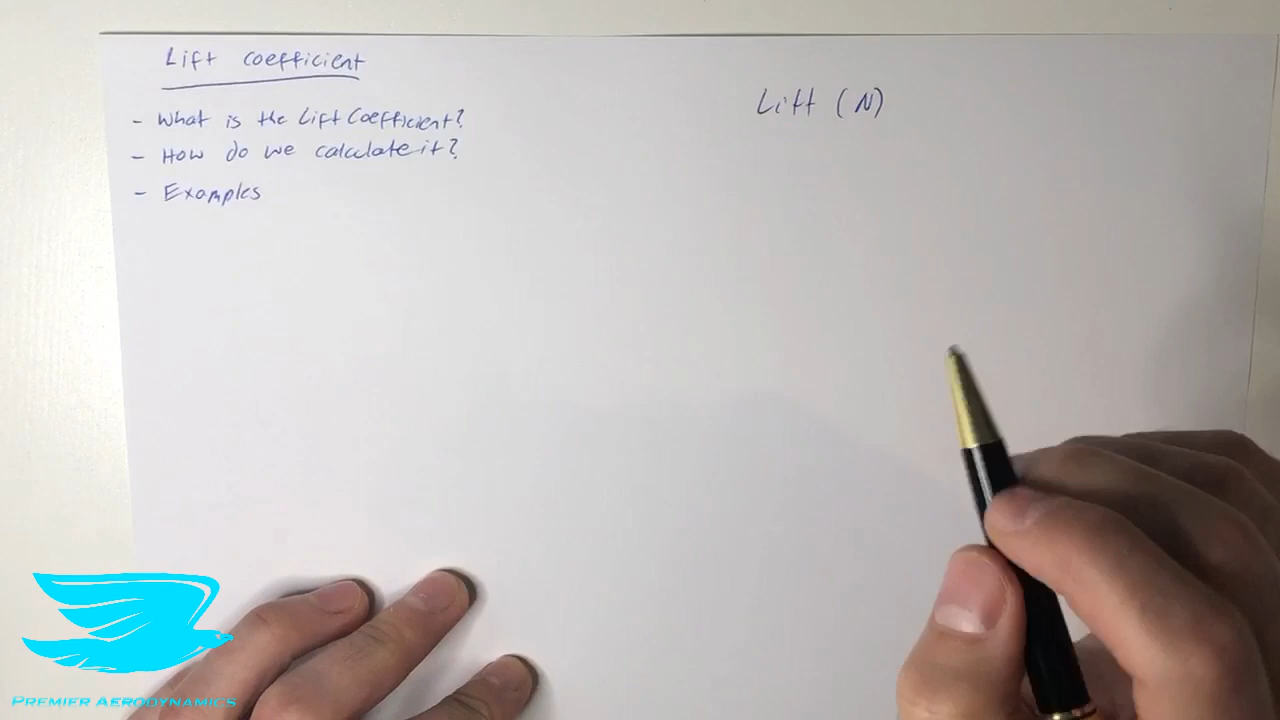 Lift coefficient
- What is the Lift Coefficient?
- How do we calculate it?
- Examples
Lift (N)
PREMIER AERODYNAMICS